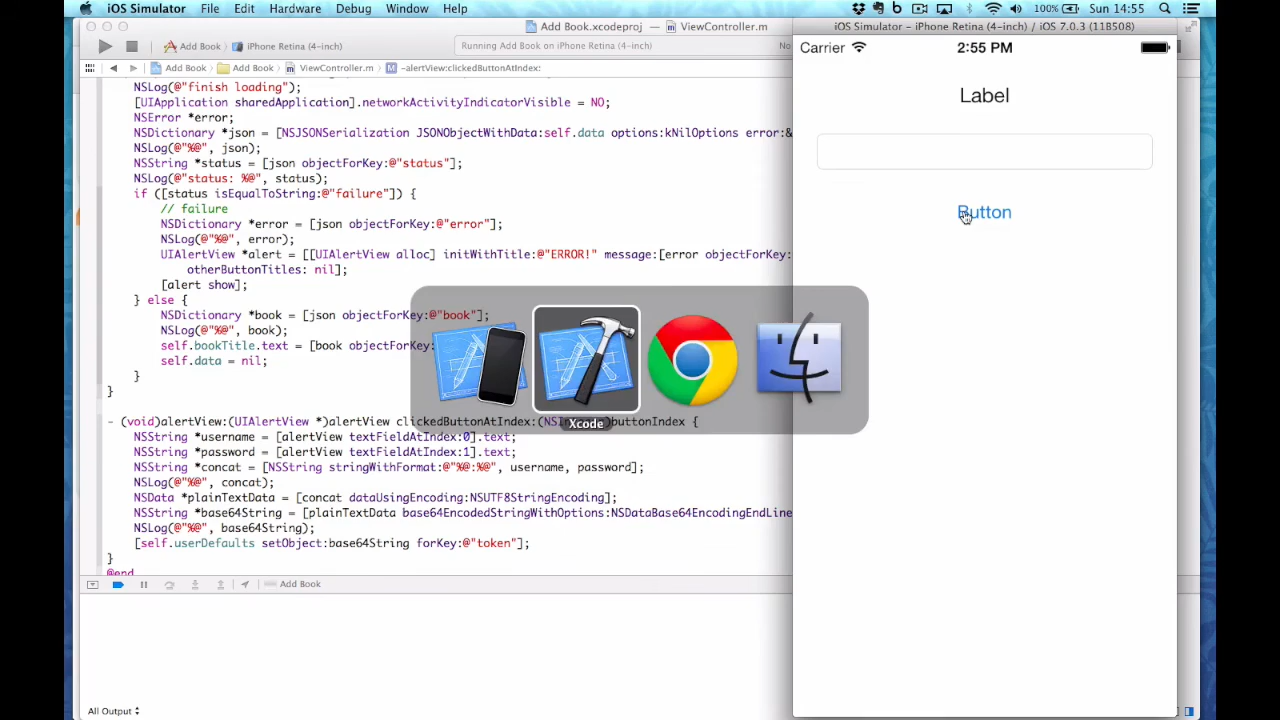 iOS Simulator File Edit Hardware Debug Window Help 100% Sun 14:55
Add Book.xcodeproj — ViewController.m
iOS Simulator - iPhone Retina (4-inch) / iOS 7.0.3 (11B508)
Add Book iPhone Retina (4-inch) Running Add Book on iPhone Retina (4-inch) No
Add Book Add Book ViewController.m -alertView:clickedButtonAtIndex:
NSLog(@"finish loading");
[UIApplication sharedApplication].networkActivityIndicatorVisible = NO;
NSError *error;
NSDictionary *json = [NSJSONSerialization JSONObjectWithData:self.data options:kNilOptions error:&
NSLog(@"%@", json);
NSString *status = [json objectForKey:@"status"];
NSLog(@"status: %@", status);
if ([status isEqualToString:@"failure"]) {
// failure
NSDictionary *error = [json objectForKey:@"error"];
NSLog(@"%@", error);
UIAlertView *alert = [[UIAlertView alloc] initWithTitle:@"ERROR!" message:[error objectForKey:
otherButtonTitles: nil];
[alert show];
} else {
NSDictionary *book = [json objectForKey:@"book"];
NSLog(@"%@", book);
self.bookTitle.text = [book objectForKey:
self.data = nil;
}
}
- (void)alertView:(UIAlertView *)alertView clickedButtonAtIndex:(NSI buttonIndex {
NSString *username = [alertView textFieldAtIndex:0].text;
NSString *password = [alertView textFieldAtIndex:1].text;
NSString *concat = [NSString stringWithFormat:@"%@:%@", username, password];
NSLog(@"%@", concat);
NSData *plainTextData = [concat dataUsingEncoding:NSUTF8StringEncoding];
NSString *base64String = [plainTextData base64EncodedStringWithOptions:NSDataBase64EncodingEndLine
NSLog(@"%@", base64String);
[self.userDefaults setObject:base64String forKey:@"token"];
}
@end
Add Book
All Output
Xcode
Carrier 2:55 PM
Label
Button